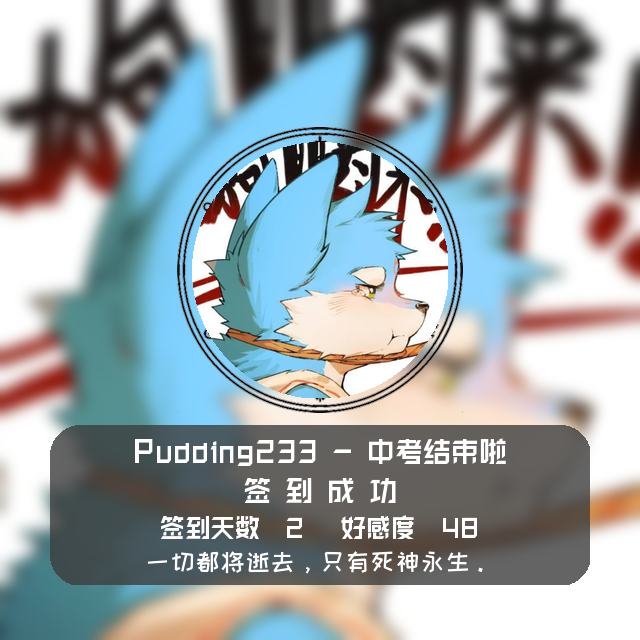 Pudding233 - 中考结束啦
签到成功
签到天数 2 好感度 48
一切都将逝去，只有死神永生．